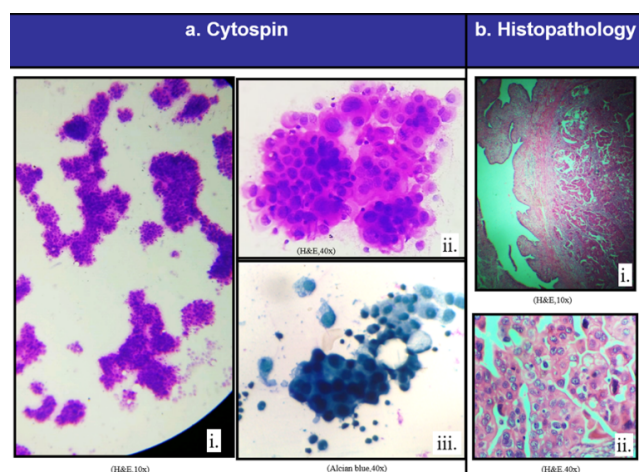 a. Cytospin
b. Histopathology
i.
(H&E,10x)
ii.
(H&E,40x)
iii.
(Alcian blue,40x)
i.
(H&E,10x)
ii.
(H&E,40x)